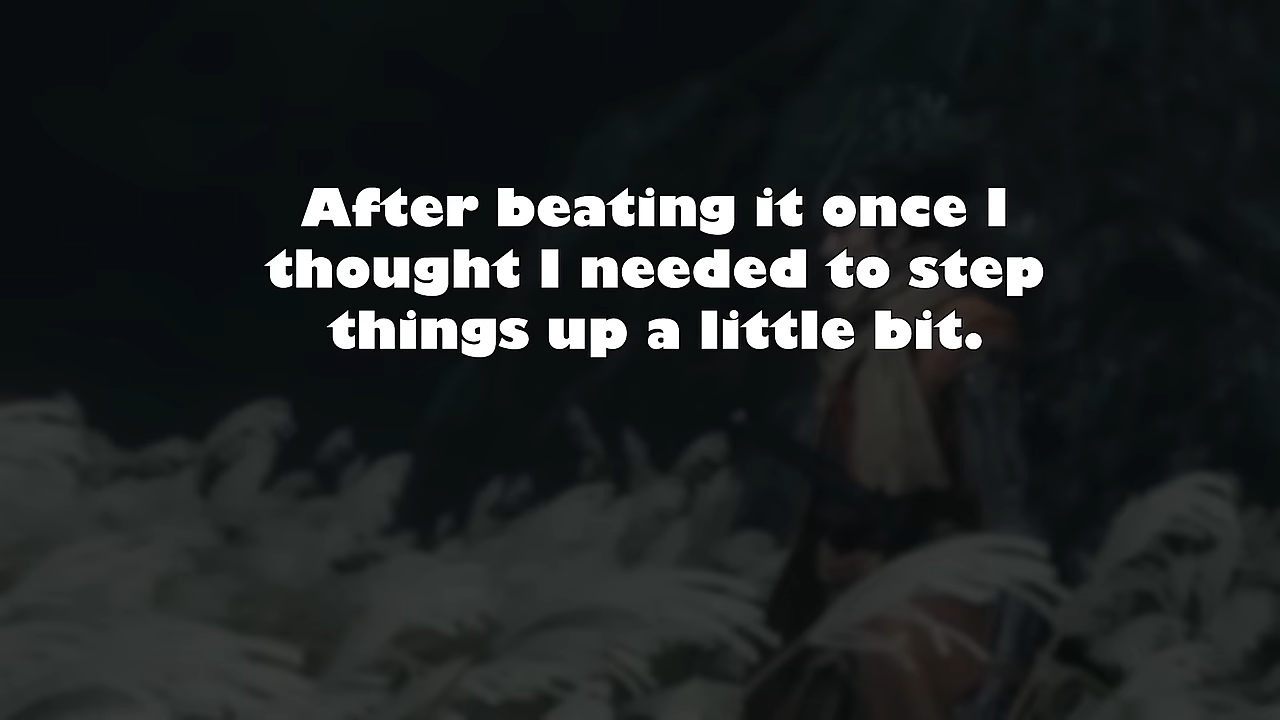 After beating it once I
thought I needed to step
things up a little bit.